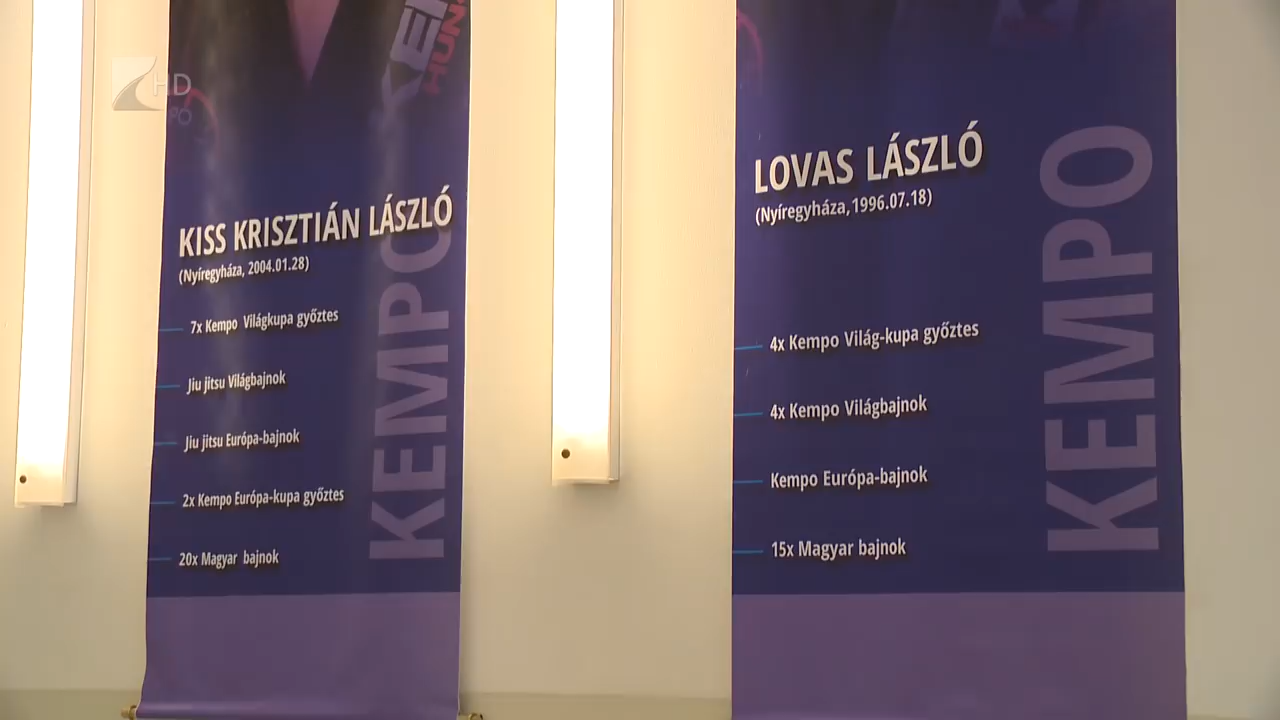 HD
KISS KRISZTIÁN LÁSZLÓ
(Nyíregyháza, 2004.01.28)
7x Kempo Világkupa győztes
Jiu jitsu Világbajnok
Jíu jitsu Európa-bajnok
2x Kempo Európa-kupa győztes
20x Magyar bajnok
KEMPO
LOVAS LÁSZLÓ
(Nyíregyháza,1996.07.18)
4x Kempo Világ-kupa győztes
4x Kempo Világbajnok
Kempo Európa-bajnok
15x Magyar bajnok
KEMPO